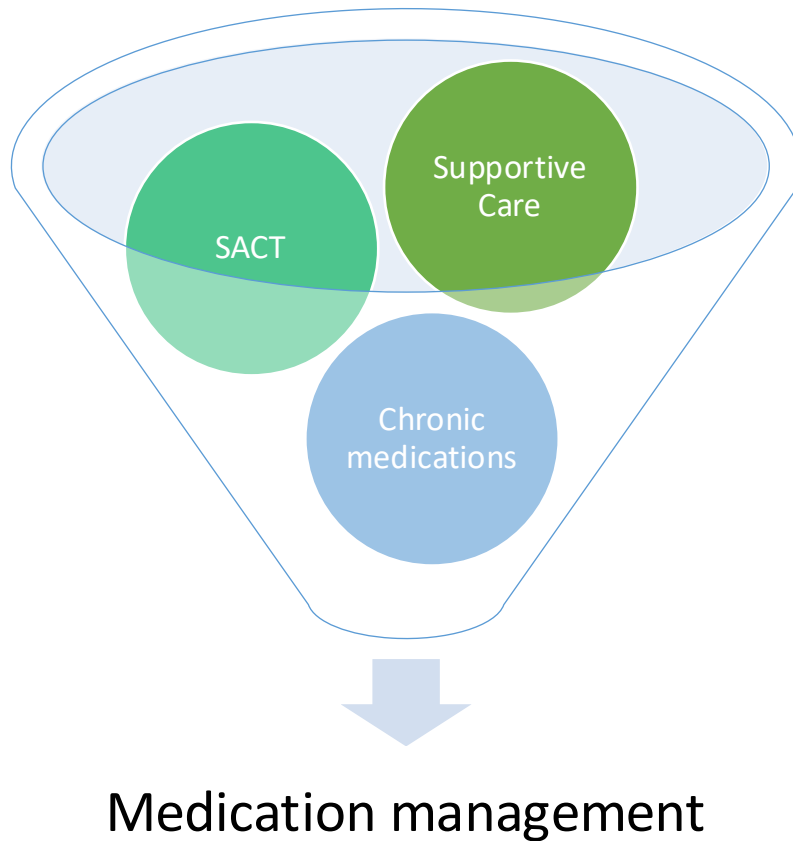 Supportive
Care
SACT
Chronic
medications
Medication management